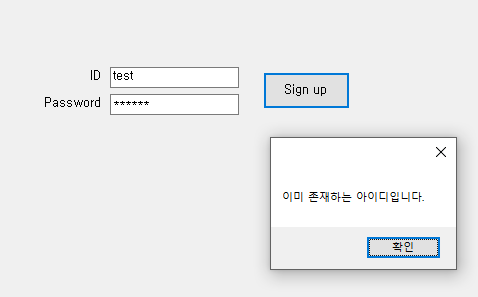 ID test
Password ******
Sign up
이미 존재하는 아이디입니다.
확인